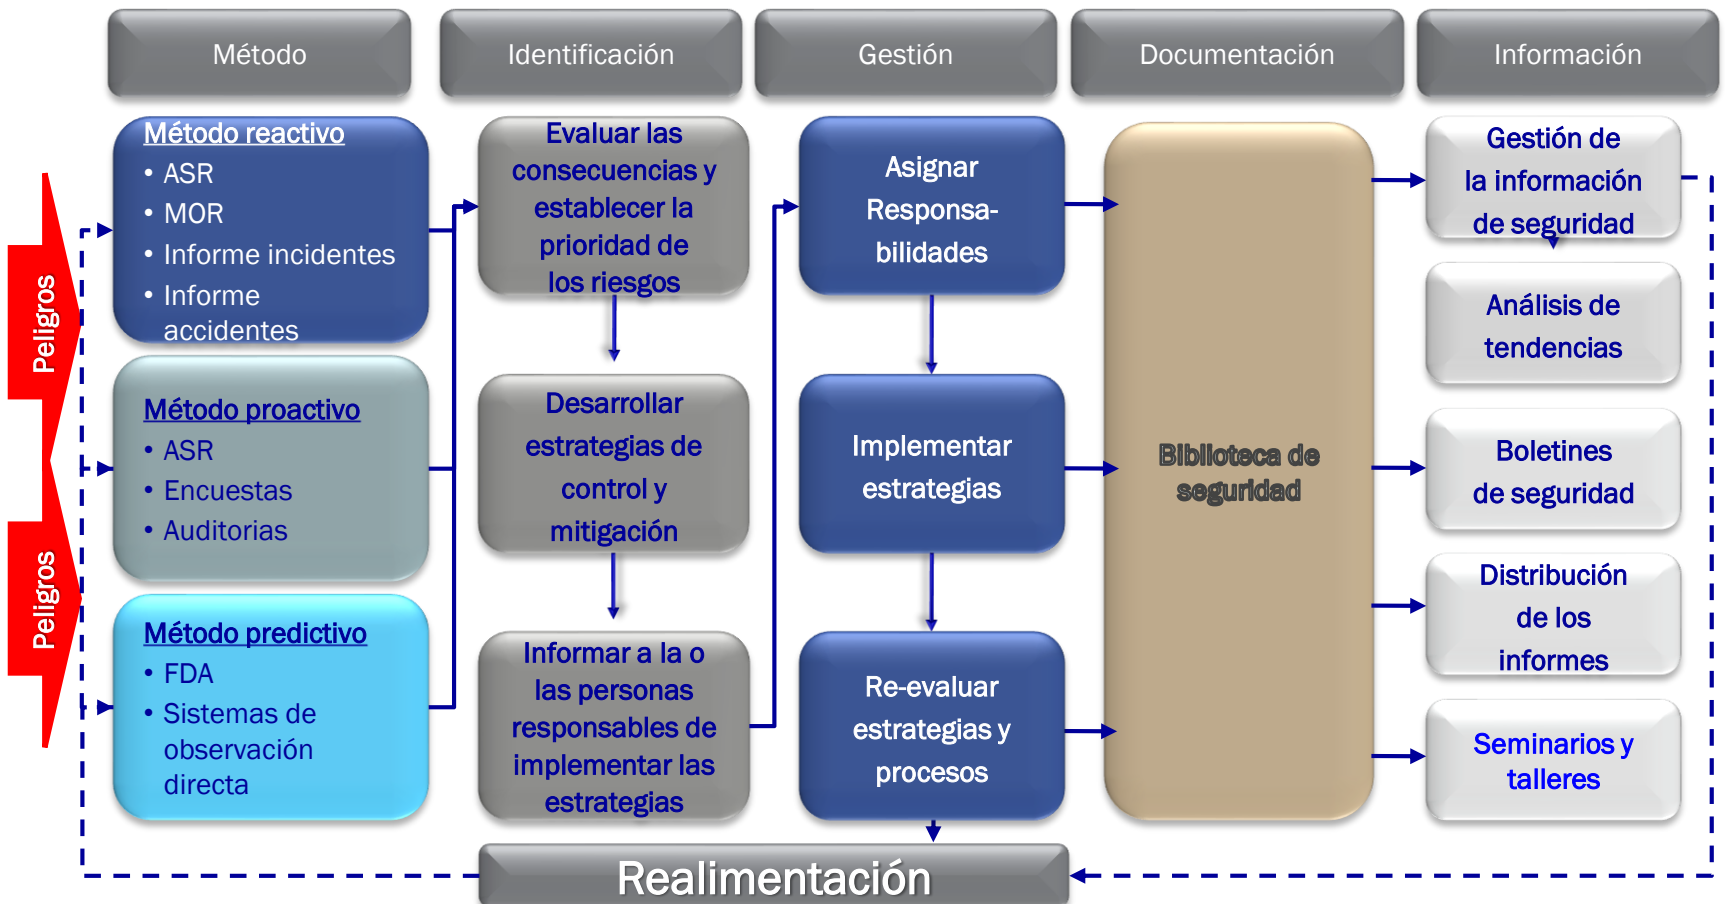 Método
Identificación
Gestión
Documentación
Información
Peligros
Peligros
Método reactivo
• ASR
• MOR
• Informe incidentes
• Informe
accidentes
Método proactivo
• ASR
• Encuestas
• Auditorias
Método predictivo
• FDA
• Sistemas de
observación
directa
Evaluar las
consecuencias y
establecer la
prioridad de
los riesgos
Desarrollar
estrategias de
control y
mitigación
Informar a la o
las personas
responsables de
implementar las
estrategias
Asignar
Responsa-
bilidades
Implementar
estrategias
Re-evaluar
estrategias y
procesos
Biblioteca de
seguridad
Gestión de
la información
de seguridad
Análisis de
tendencias
Boletines
de seguridad
Distribución
de los
informes
Seminarios y
talleres
Realimentación